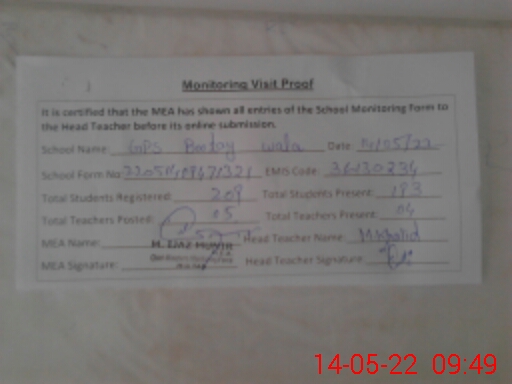 Monitoring Visit Proof
It is certified that the MEA has shown all entries of the School Monitoring Form to
the Head Teacher before its online submission.
School Name: GPS wala Date: 14/05/22
School Form No: EMIS Code:
Total Students Registered: 209 Total Students Present: 193
Total Teachers Posted: 05 Total Teachers Present: 04
MEA Name: Head Teacher Name: M Khalid
MEA Signature: Head Teacher Signature:
14-05-22 09:49